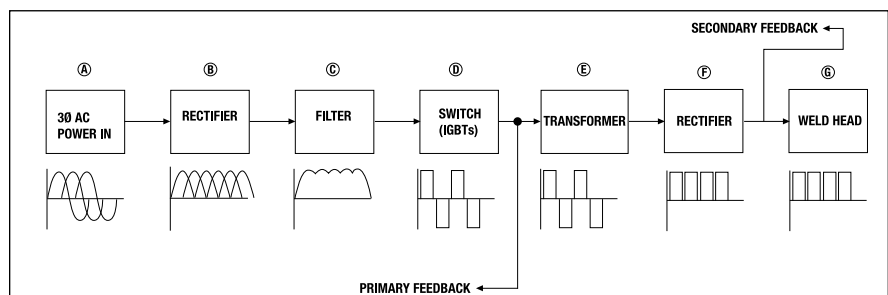 SECONDARY FEEDBACK
Ⓐ
Ⓑ
Ⓒ
Ⓓ
Ⓔ
Ⓕ
Ⓖ
3Ø AC
POWER IN
RECTIFIER
FILTER
SWITCH
(IGBTs)
TRANSFORMER
RECTIFIER
WELD HEAD
PRIMARY FEEDBACK